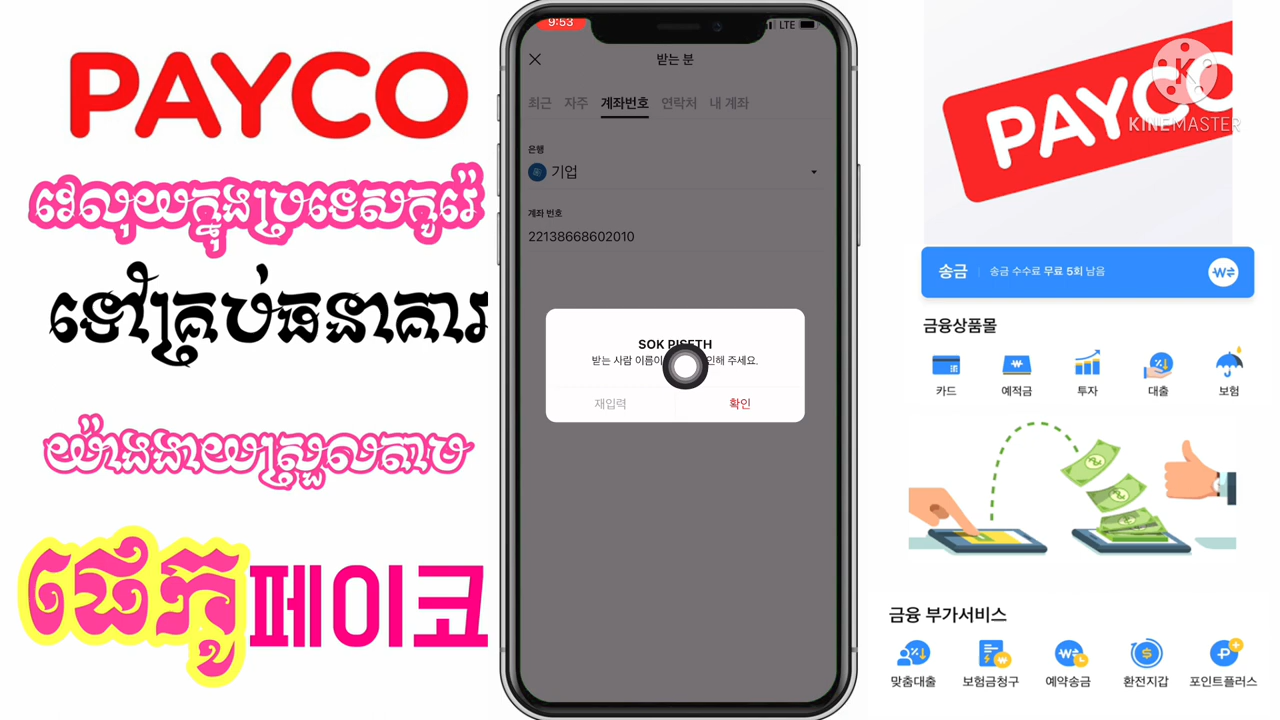 PAYCO
វេលុយក្នុងប្រទេសកូរ៉េ
ទៅគ្រប់ធនាគារ
យ៉ាងងាយស្រួលតាម
ផេកូ 페이코
9:53
LTE
받는 분
최근 자주 계좌번호 연락처 내 계좌
은행
기업
계좌 번호
22138668602010
SOK PISETH
받는 사람 이름이 인해 주세요.
재입력 확인
PAYCO
KINEMASTER
송금 송금 수수료 무료 5회 남음
금융상품몰
카드 예적금 투자 대출 보험
금융 부가서비스
맞춤대출 보험금청구 예약송금 환전지갑 포인트플러스